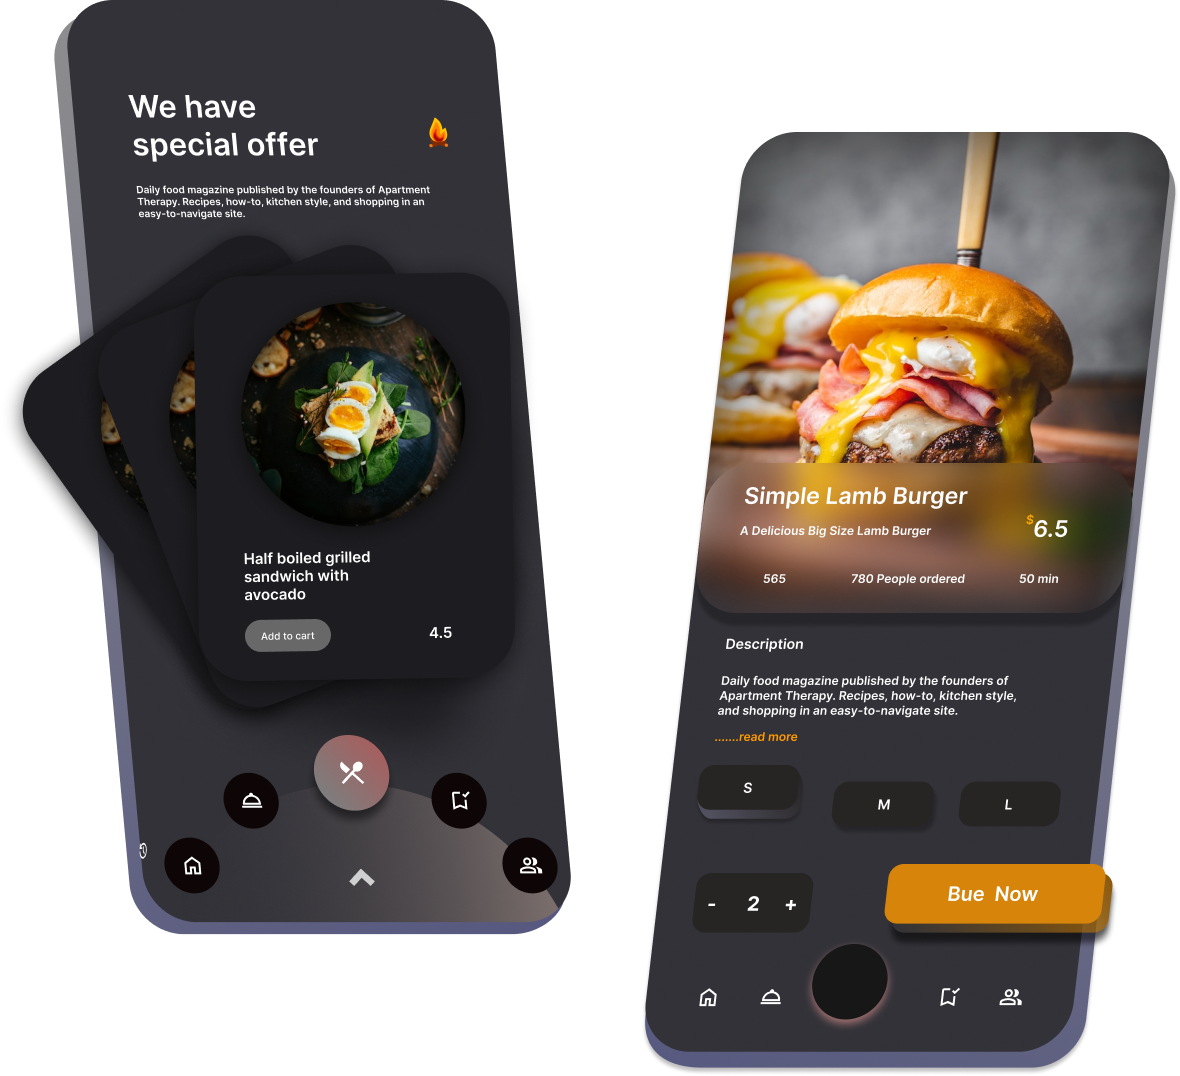 We have
special offer
Daily food magazine published by the founders of Apartment
Therapy. Recipes, how-to, kitchen style, and shopping in an
easy-to-navigate site.
Half boiled grilled
sandwich with
avocado
Add to cart
4.5
Simple Lamb Burger
A Delicious Big Size Lamb Burger
$6.5
565
780 People ordered
50 min
Description
Daily food magazine published by the founders of
Apartment Therapy. Recipes, how-to, kitchen style,
and shopping in an easy-to-navigate site.
.......read more
S
M
L
- 2 +
Bue Now